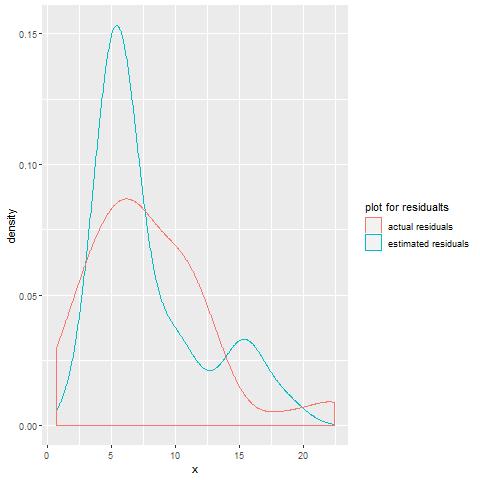 0.15
0.10
0.05
0.00
density
0
5
10
15
20
x
plot for residualts
actual residuals
estimated residuals